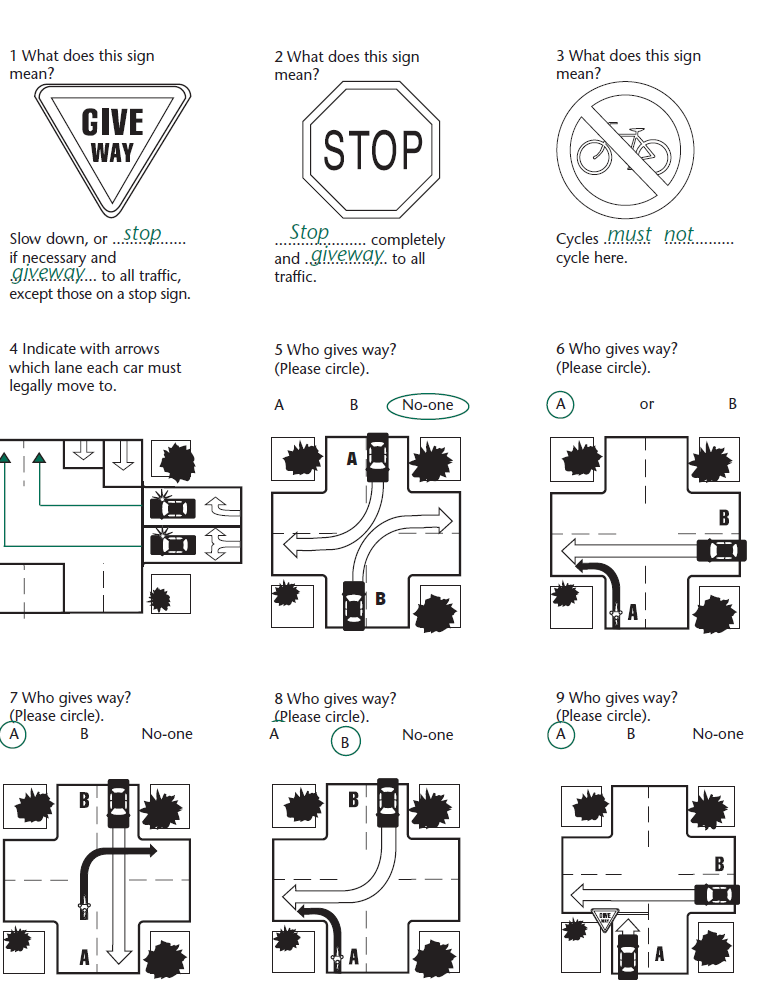 1 What does this sign
mean?
GIVE
WAY
Slow down, or ...stop...
if necessary and
giveway... to all traffic,
except those on a stop sign.
2 What does this sign
mean?
STOP
Stop completely
and giveway to all
traffic.
3 What does this sign
mean?
Cycles must not
cycle here.
4 Indicate with arrows
which lane each car must
legally move to.
5 Who gives way?
(Please circle).
A B No-one
A
B
6 Who gives way?
(Please circle).
A or B
B
A
7 Who gives way?
(Please circle).
A B No-one
B
A
8 Who gives way?
(Please circle).
A B No-one
B
A
9 Who gives way?
(Please circle).
A B No-one
B
GIVE
WAY
A